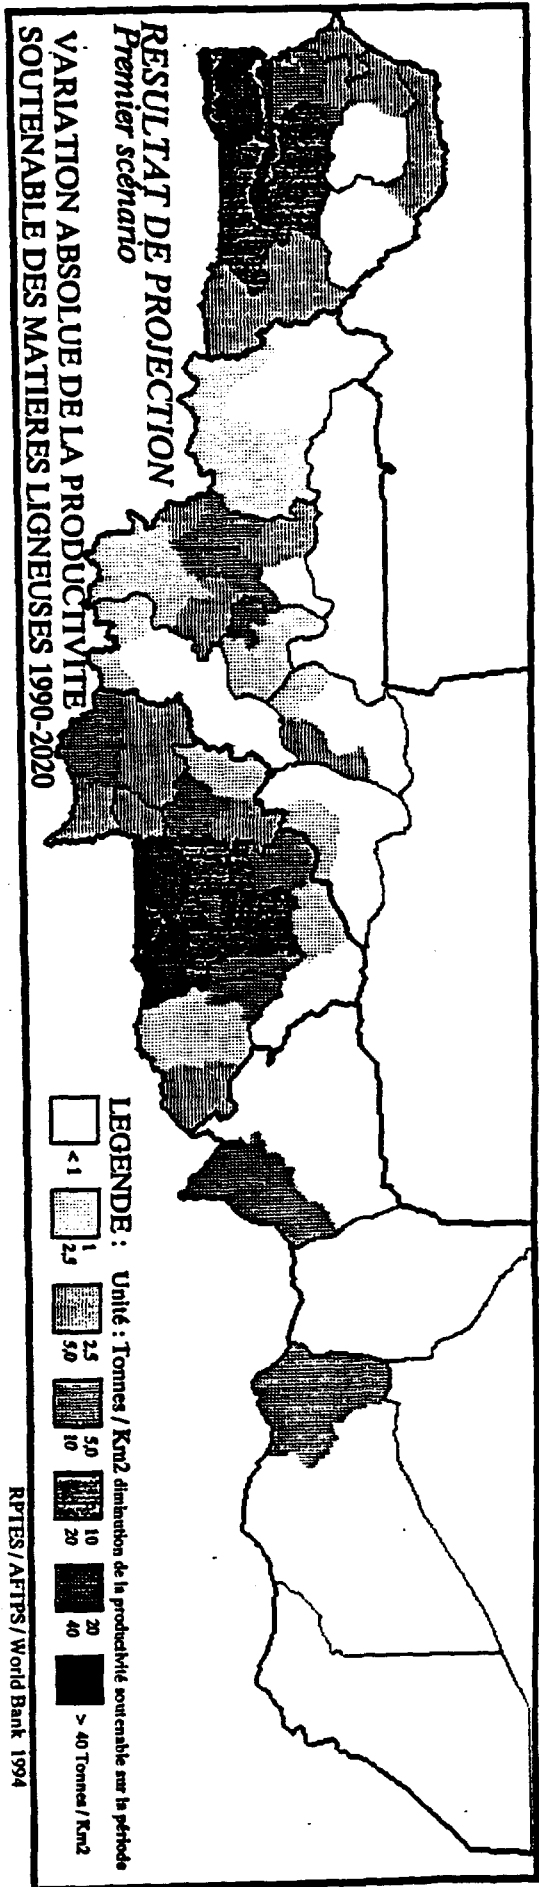 RESULTAT DE PROJECTION
Premier scénario
VARIATION ABSOLUE DE LA PRODUCTIVITE
SOUTENABLE DES MATIERES LIGNEUSES 1990-2020
LEGENDE : Unité : Tonnes / Km2 diminution de la productivité soutenable sur la période
< 1
1
2.5
2.5
5,0
5,0
10
10
20
20
40
> 40 Tonnes / Km2
RPTES / AFTPS / World Bank 1994